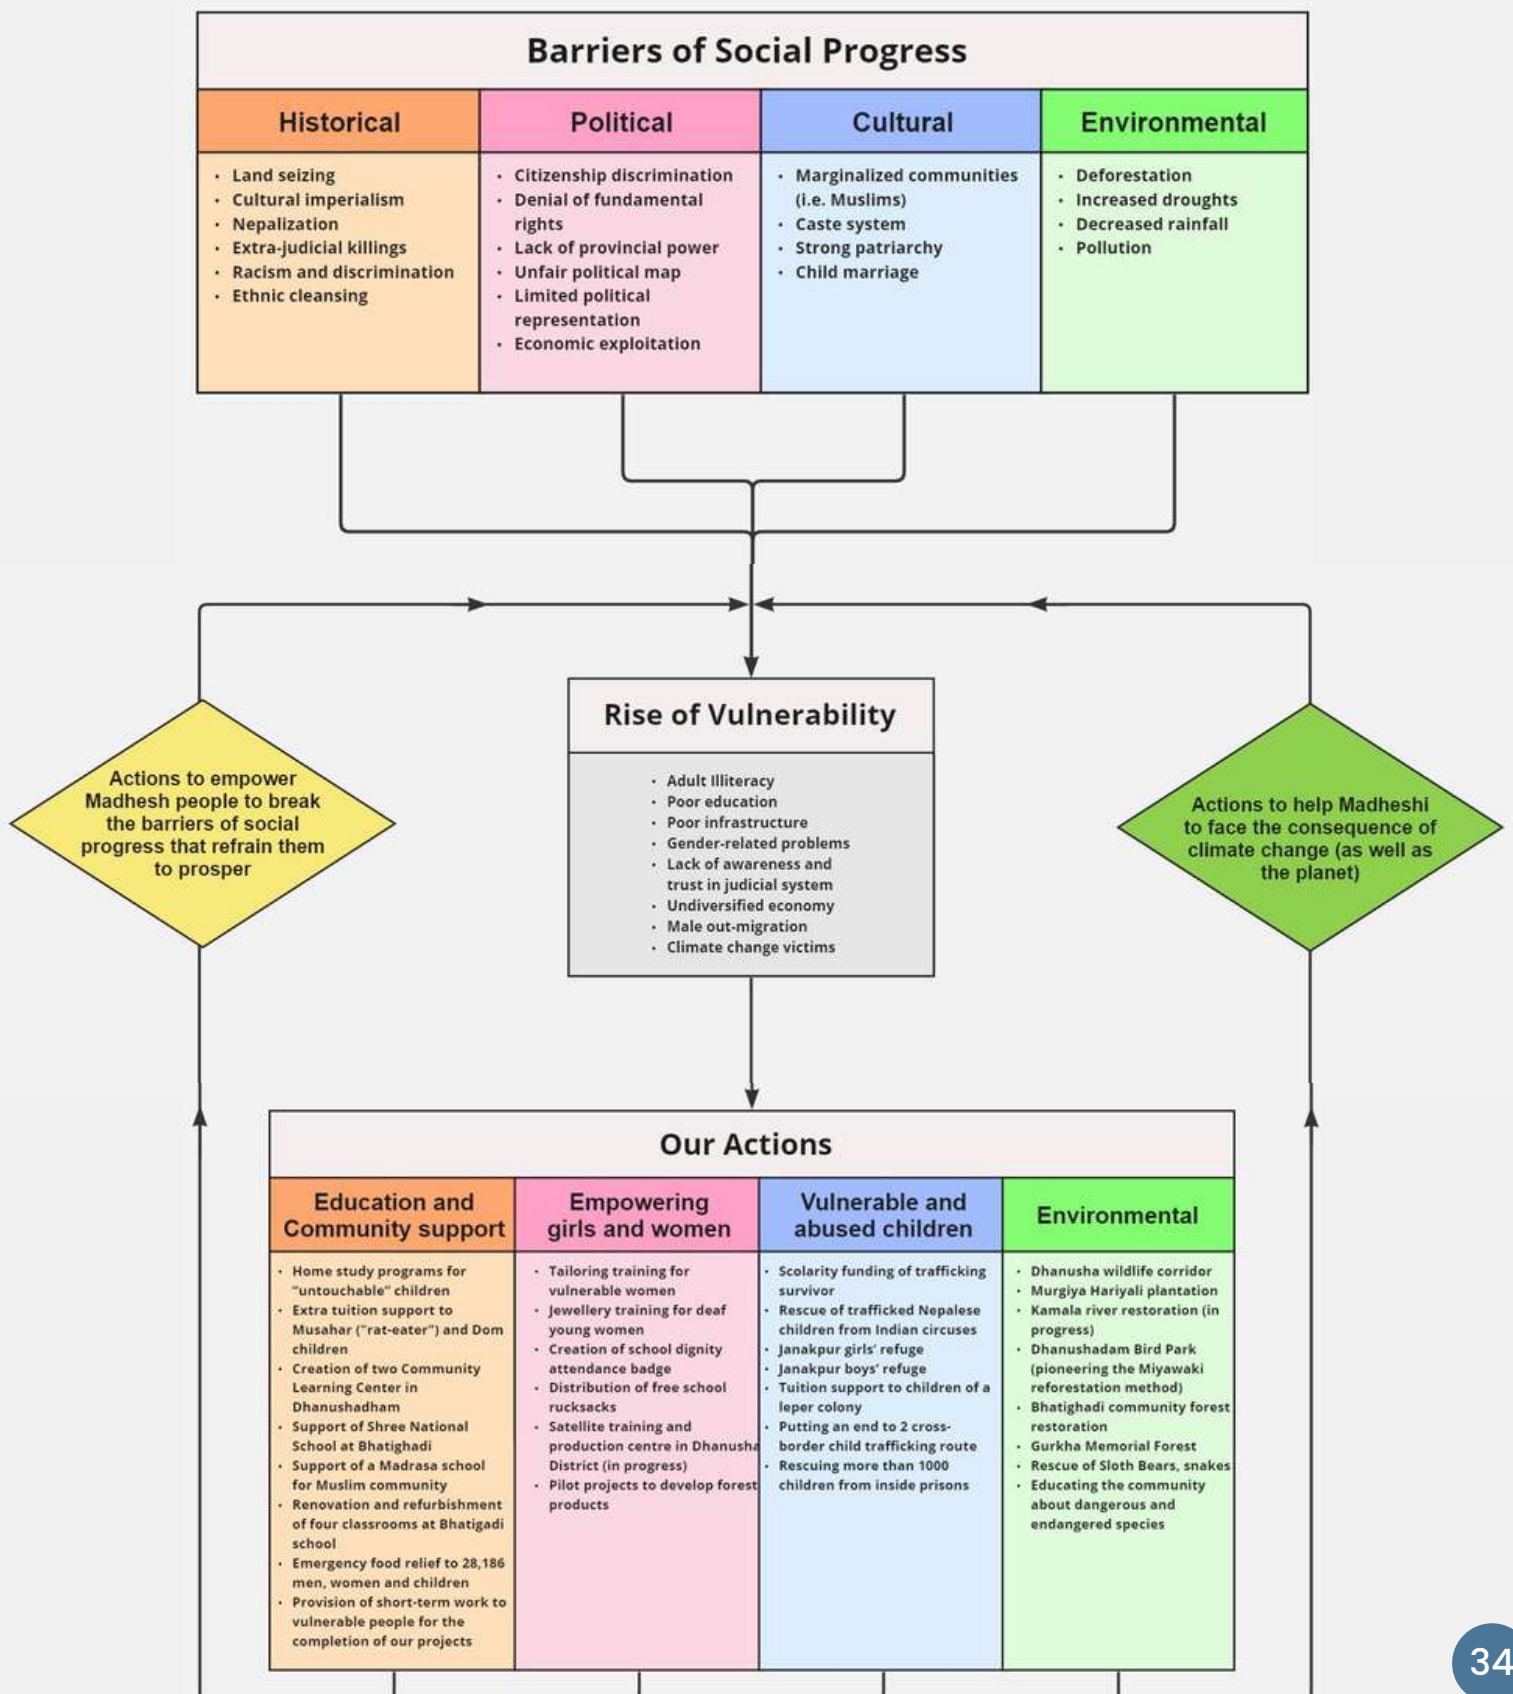 Barriers of Social Progress
Historical
Political
Cultural
Environmental
· Land seizing
· Cultural imperialism
· Nepalization
· Extra-judicial killings
· Racism and discrimination
· Ethnic cleansing
· Citizenship discrimination
· Denial of fundamental
rights
· Lack of provincial power
· Unfair political map
· Limited political
representation
· Economic exploitation
· Marginalized communities
(i.e. Muslims)
· Caste system
· Strong patriarchy
· Child marriage
· Deforestation
· Increased droughts
· Decreased rainfall
· Pollution
Actions to empower
Madhesh people to break
the barriers of social
progress that refrain them
to prosper
Rise of Vulnerability
· Adult Illiteracy
· Poor education
· Poor infrastructure
· Gender-related problems
· Lack of awareness and
trust in judicial system
· Undiversified economy
· Male out-migration
· Climate change victims
Actions to help Madheshi
to face the consequence of
climate change (as well as
the planet)
Our Actions
Education and
Community support
Empowering
girls and women
Vulnerable and
abused children
Environmental
· Home study programs for
"untouchable" children
· Extra tuition support to
Musahar ("rat-eater") and Dom
children
· Creation of two Community
Learning Center in
Dhanushadham
· Support of Shree National
School at Bhatighadi
· Support of a Madrasa school
for Muslim community
· Renovation and refurbishment
of four classrooms at Bhatigadi
school
· Emergency food relief to 28,186
men, women and children
· Provision of short-term work to
vulnerable people for the
completion of our projects
· Tailoring training for
vulnerable women
· Jewellery training for deaf
young women
· Creation of school dignity
attendance badge
· Distribution of free school
rucksacks
· Satellite training and
production centre in Dhanusha
District (in progress)
· Pilot projects to develop forest
products
· Scolarity funding of trafficking
survivor
· Rescue of trafficked Nepalese
children from Indian circuses
· Janakpur girls' refuge
· Janakpur boys' refuge
· Tuition support to children of a
leper colony
· Putting an end to 2 cross-
border child trafficking route
· Rescuing more than 1000
children from inside prisons
· Dhanusha wildlife corridor
· Murgiya Hariyali plantation
· Kamala river restoration (in
progress)
· Dhanushadam Bird Park
(pioneering the Miyawaki
reforestation method)
· Bhatighadi community forest
restoration
· Gurkha Memorial Forest
· Rescue of Sloth Bears, snakes
· Educating the community
about dangerous and
endangered species
34